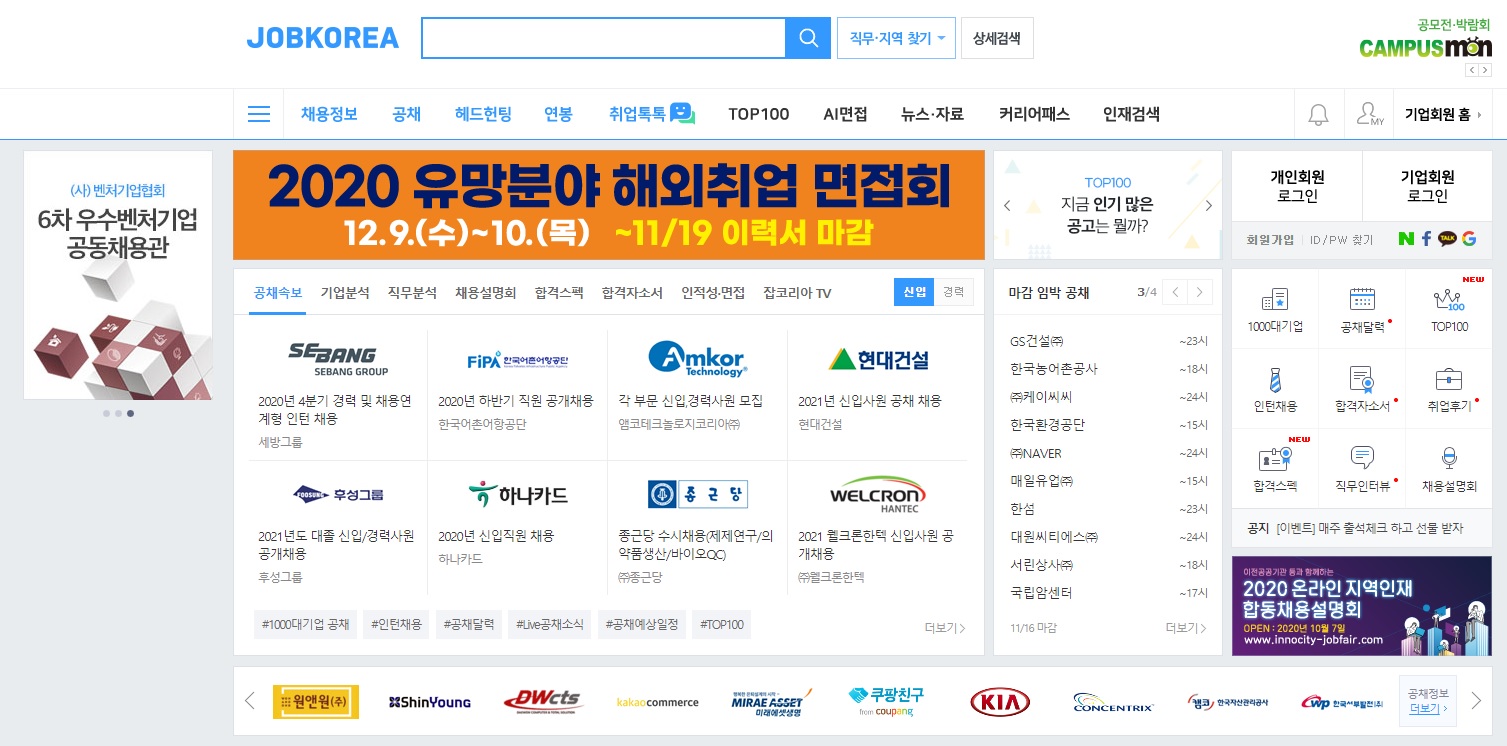 JOBKOREA
직무·지역 찾기
상세검색
공모전·박람회
CAMPUSmon
채용정보
공채
헤드헌팅
연봉
취업톡톡
TOP100
AI면접
뉴스·자료
커리어패스
인재검색
MY
기업회원 홈
(사) 벤처기업협회
6차 우수벤처기업
공동채용관
2020 유망분야 해외취업 면접회
12.9.(수)~10.(목) ~11/19 이력서 마감
TOP100
지금 인기 많은
공고는 뭘까?
개인회원
로그인
기업회원
로그인
회원가입
ID/PW 찾기
N f TALK G
공채속보
기업분석
직무분석
채용설명회
합격스펙
합격자소서
인적성·면접
잡코리아 TV
신입
경력
SEBANG
SEBANG GROUP
2020년 4분기 경력 및 채용연
계형 인턴 채용
세방그룹
FiPA 한국어촌어항공단
2020년 하반기 직원 공개채용
한국어촌어항공단
Amkor
Technology®
각 부문 신입,경력사원 모집
앰코테크놀로지코리아㈜
현대건설
2021년 신입사원 공채 채용
현대건설
FOOSUNG 후성그룹
2021년도 대졸 신입/경력사원
공개채용
후성그룹
하나카드
2020년 신입직원 채용
하나카드
종근당
종근당 수시채용(제제연구/의
약품생산/바이오QC)
㈜종근당
WELCRON
HANTEC
2021 웰크론한텍 신입사원 공
개채용
㈜웰크론한텍
#1000대기업 공채
#인턴채용
#공채달력
#Live공채소식
#공채예상일정
#TOP100
더보기
마감 임박 공채
3/4
GS건설㈜ ~23시
한국농어촌공사 ~18시
㈜케이씨씨 ~24시
한국환경공단 ~15시
㈜NAVER ~24시
매일유업㈜ ~15시
한섬 ~23시
대원씨티에스㈜ ~24시
서린상사㈜ ~18시
국립암센터 ~17시
11/16 마감
더보기
1000대기업
공채달력
NEW
100
TOP100
인턴채용
합격자소서
취업후기
NEW
합격스펙
직무인터뷰
채용설명회
공지 [이벤트] 매주 출석체크 하고 선물 받자
이전공공기관 통과 함께하는
2020 온라인 지역인재
합동채용설명회
OPEN : 2020년 10월 7일
www.innocity-jobfair.com
원앤원(주)
ShinYoung
DWcts
kakaocommerce
MIRAE ASSET
미래에셋생명
쿠팡친구
from coupang
KIA
CONCENTRIX
캠코 한국자산관리공사
WP 한국서부발전(주)
공채정보
더보기